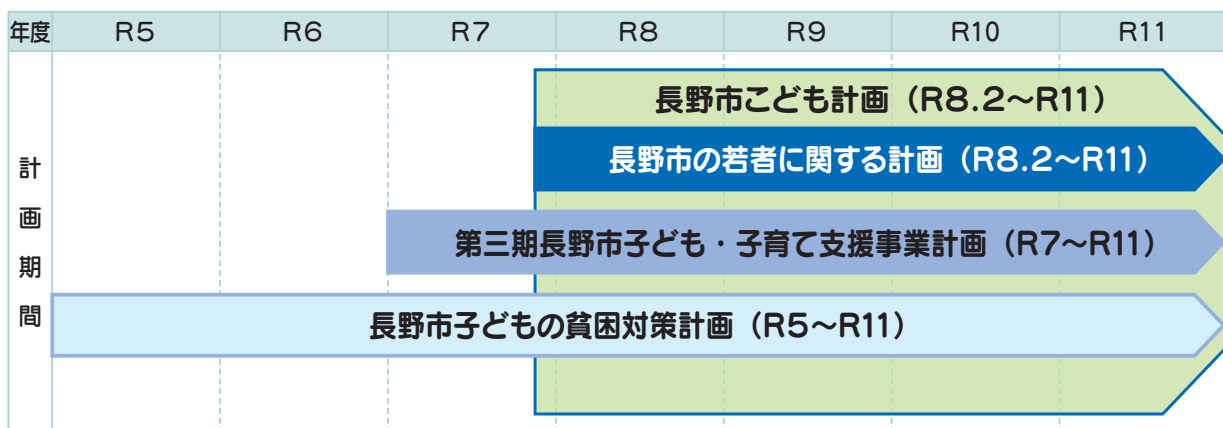 年度 R5 R6 R7 R8 R9 R10 R11
計画期間
長野市こども計画（R8.2～R11）
長野市の若者に関する計画（R8.2～R11）
第三期長野市子ども・子育て支援事業計画（R7～R11）
長野市子どもの貧困対策計画（R5～R11）